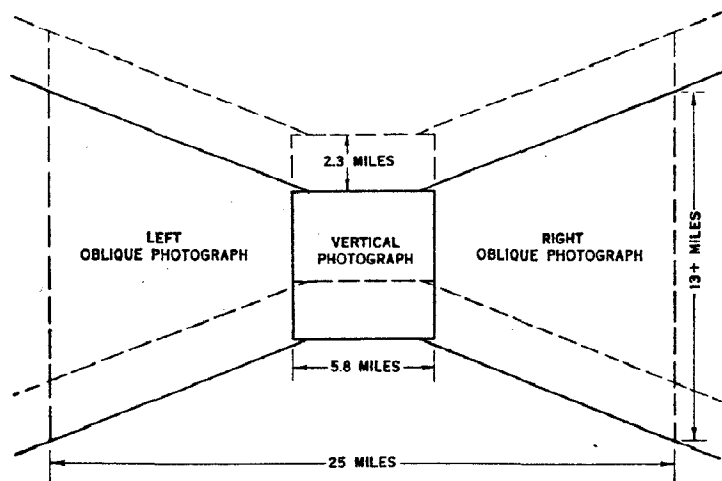 2.3 MILES
LEFT
OBLIQUE PHOTOGRAPH
VERTICAL
PHOTOGRAPH
RIGHT
OBLIQUE PHOTOGRAPH
13+ MILES
5.8 MILES
25 MILES